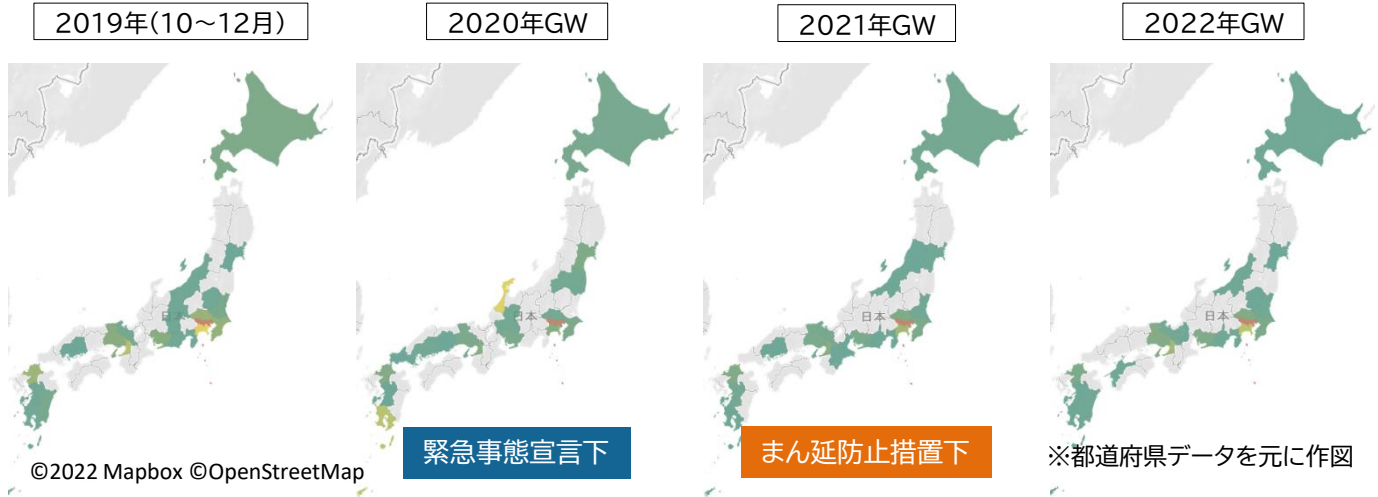 2019年(10～12月)
2020年GW
2021年GW
2022年GW
日本
日本
日本
日本
緊急事態宣言下
まん延防止措置下
※都道府県データを元に作図
©2022 Mapbox ©OpenStreetMap